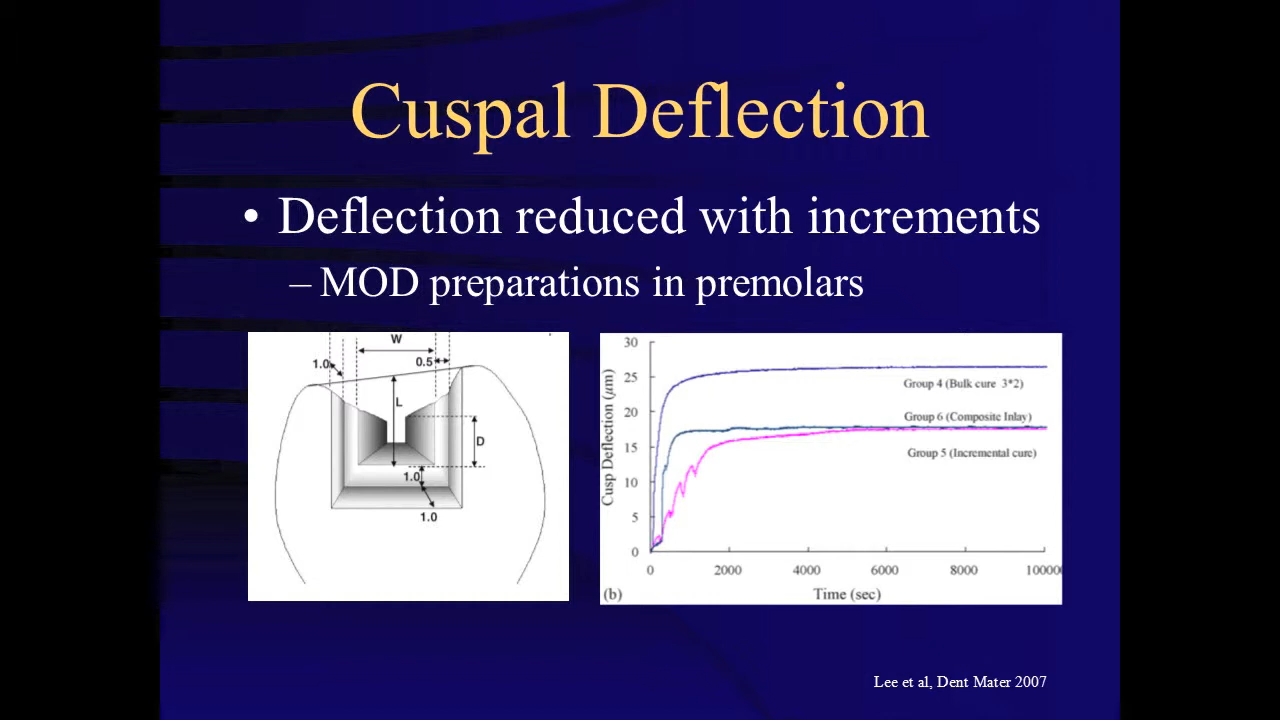 Cuspal Deflection
• Deflection reduced with increments
– MOD preparations in premolars
W
1.0
0.5
L
D
1.0
1.0
30
25
20
15
10
5
0
Cusp Deflection (μm)
Group 4 (Bulk cure 3*2)
Group 6 (Composite Inlay)
Group 5 (Incremental cure)
0 2000 4000 6000 8000 10000
(b) Time (sec)
Lee et al, Dent Mater 2007